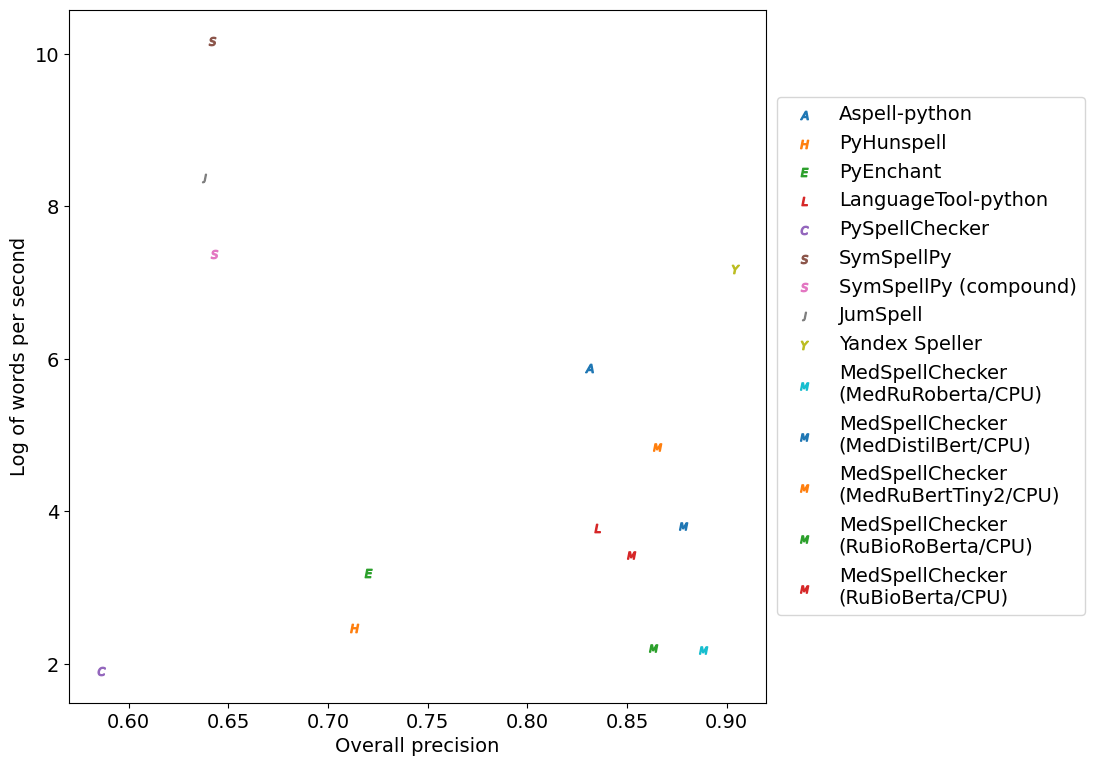 10
8
6
4
2
Log of words per second
0.60 0.65 0.70 0.75 0.80 0.85 0.90
Overall precision
S
J
S
Y
A
M
L
M
M
E
H
C
M
M
A Aspell-python
H PyHunspell
E PyEnchant
L LanguageTool-python
C PySpellChecker
S SymSpellPy
S SymSpellPy (compound)
J JumSpell
Y Yandex Speller
M MedSpellChecker
(MedRuRoberta/CPU)
M MedSpellChecker
(MedDistilBert/CPU)
M MedSpellChecker
(MedRuBertTiny2/CPU)
M MedSpellChecker
(RuBioRoBerta/CPU)
M MedSpellChecker
(RuBioBerta/CPU)